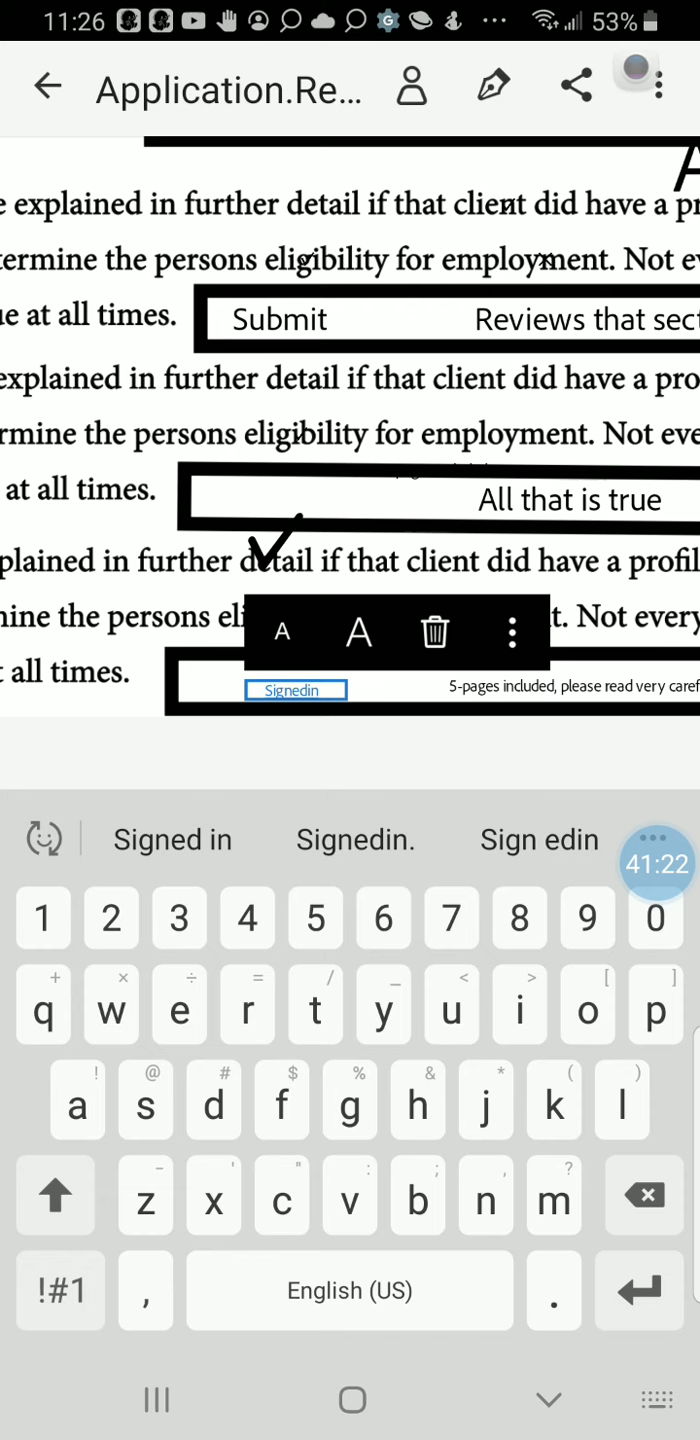 11:26 53%
Application.Re...
A
e explained in further detail if that client did have a pr
termine the persons eligibility for employment. Not ev
ue at all times. Submit Reviews that sect
explained in further detail if that client did have a pro
rmine the persons eligibility for employment. Not eve
at all times. All that is true
plained in further detail if that client did have a profil
nine the persons eli t. Not every
A A
t all times. Signedin 5-pages included, please read very caref
Signed in Signedin. Sign edin
41:22
1 2 3 4 5 6 7 8 9 0
+ × ÷ = / _ < > [ ]
q w e r t y u i o p
! @ # $ % & * ( )
a s d f g h j k l
- ' " : ; , ?
z x c v b n m
!#1 , English (US) .